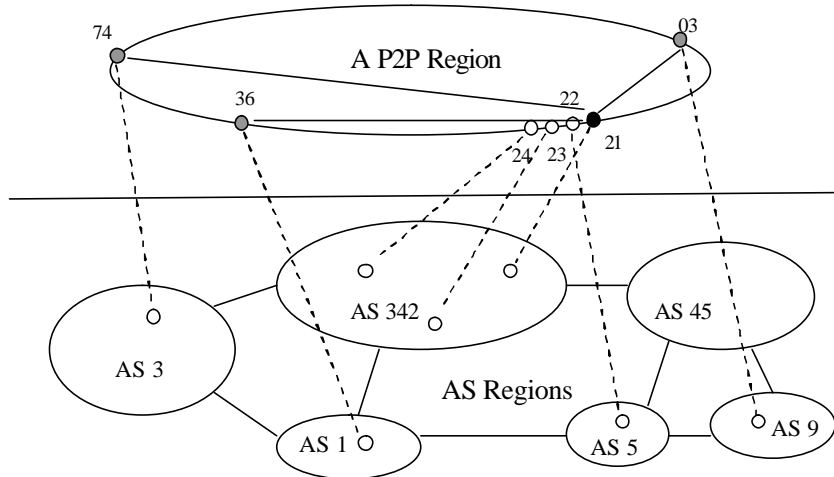 74
03
A P2P Region
36
22
24
23
21
AS 342
AS 45
AS 3
AS Regions
AS 1
AS 5
AS 9